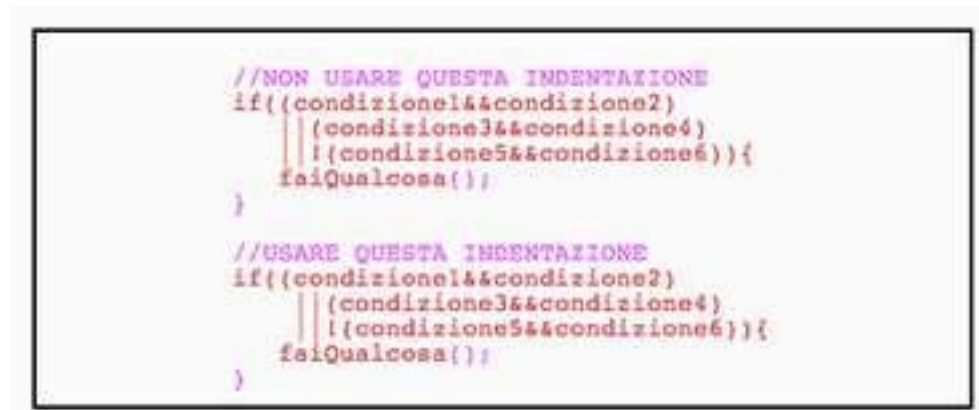 //NON USARE QUESTA INDENTAZIONE
if((condizione1&&condizione2)
||(condizione3&&condizione4)
||!(condizione5&&condizione6)){
faiQualcosa();
}
//USARE QUESTA INDENTAZIONE
if((condizione1&&condizione2)
||(condizione3&&condizione4)
||!(condizione5&&condizione6)){
faiQualcosa();
}